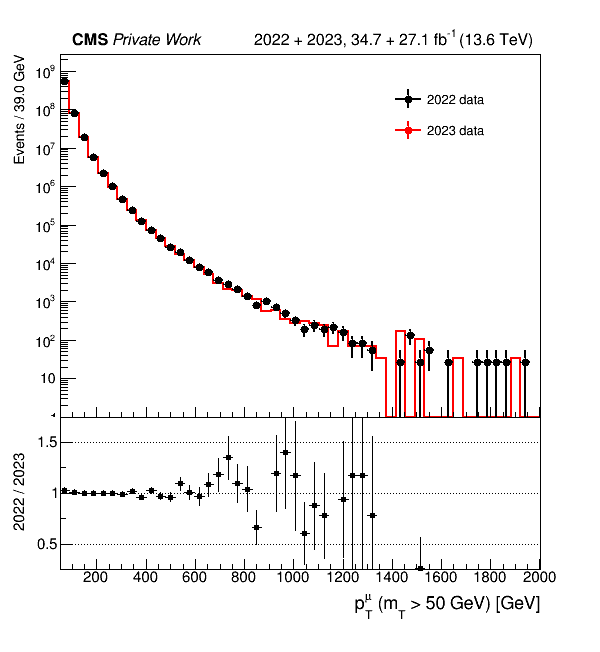 CMS Private Work 2022 + 2023, 34.7 + 27.1 fb⁻¹ (13.6 TeV)
Events / 39.0 GeV
10⁹
10⁸
10⁷
10⁶
10⁵
10⁴
10³
10²
10
2022 data
2023 data
2022 / 2023
1.5
1
0.5
200 400 600 800 1000 1200 1400 1600 1800 2000
p_T^μ (m_T > 50 GeV) [GeV]